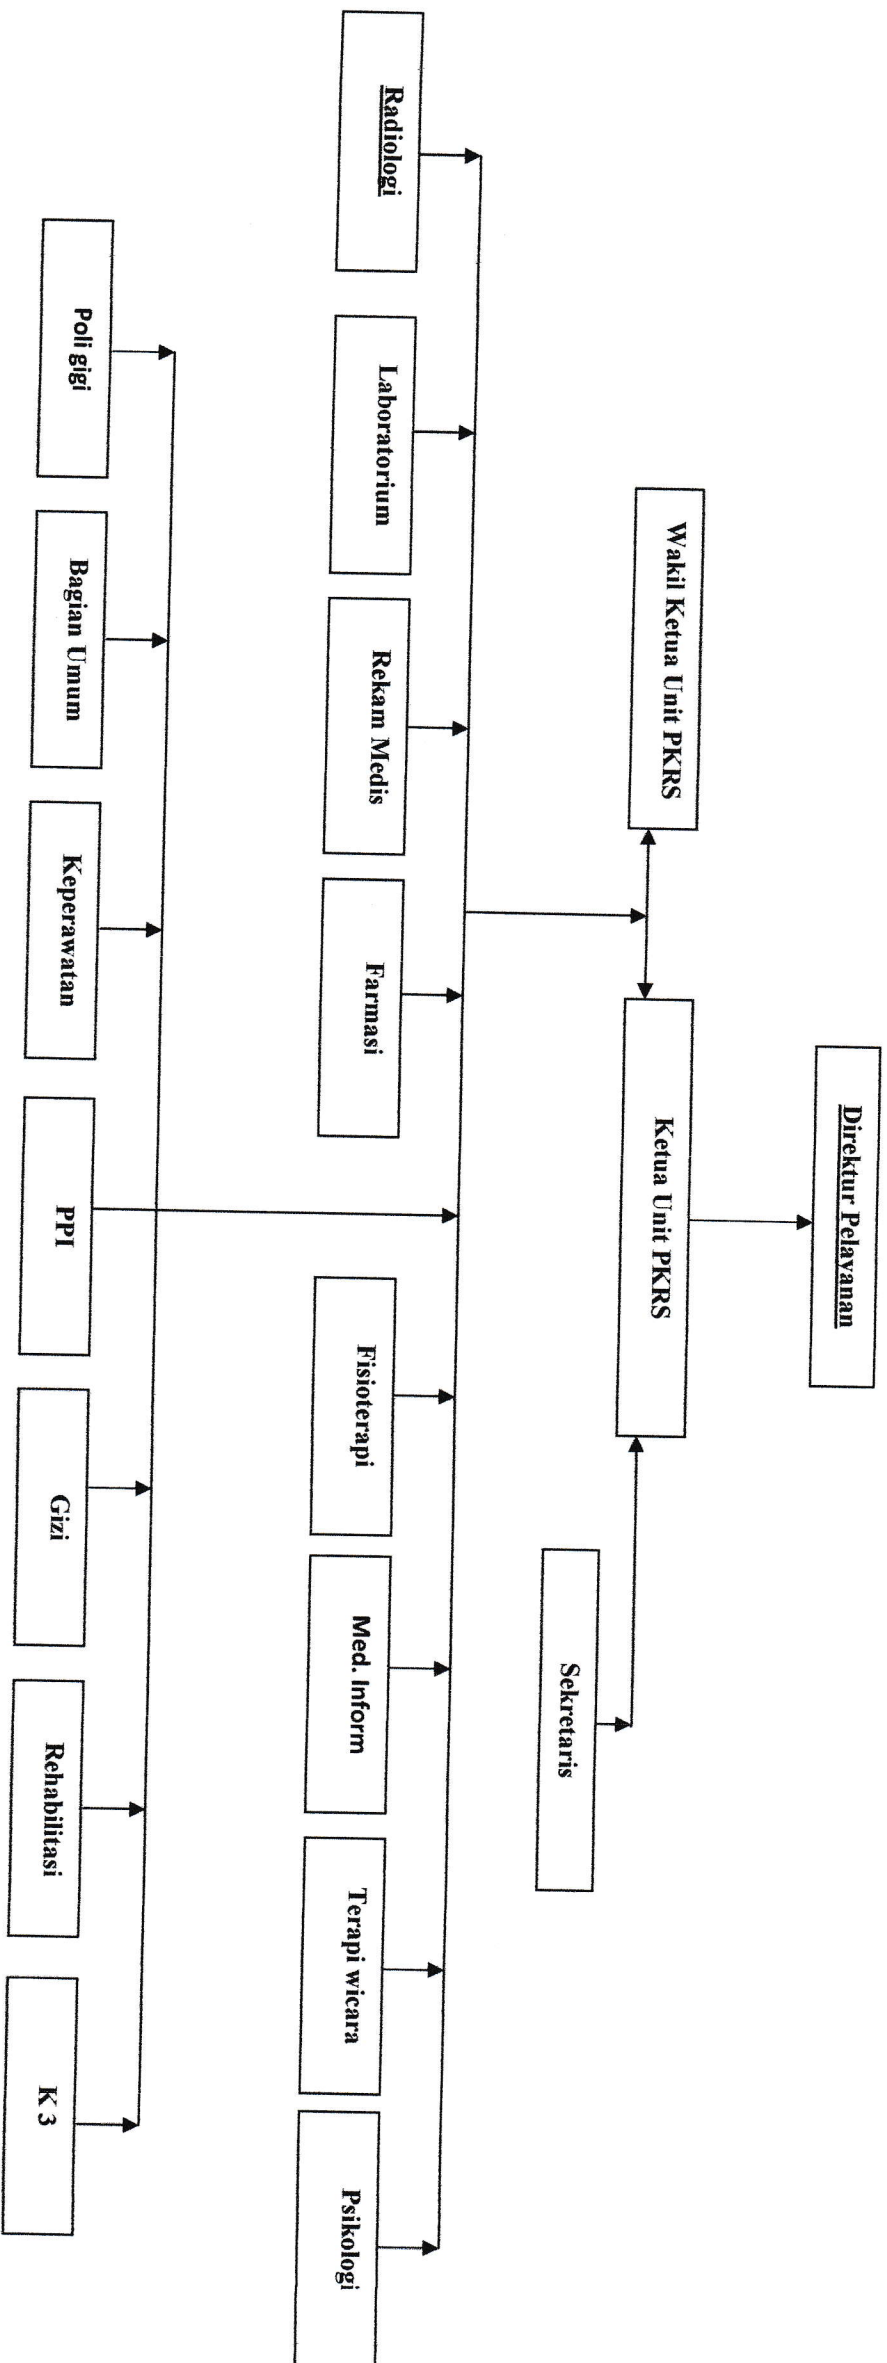 Direktur Pelayanan
Wakil Ketua Unit PKRS
Ketua Unit PKRS
Sekretaris
Radiologi
Laboratorium
Rekam Medis
Farmasi
Fisioterapi
Med. Inform
Terapi wicara
Psikologi
Poli gigi
Bagian Umum
Keperawatan
PPI
Gizi
Rehabilitasi
K 3